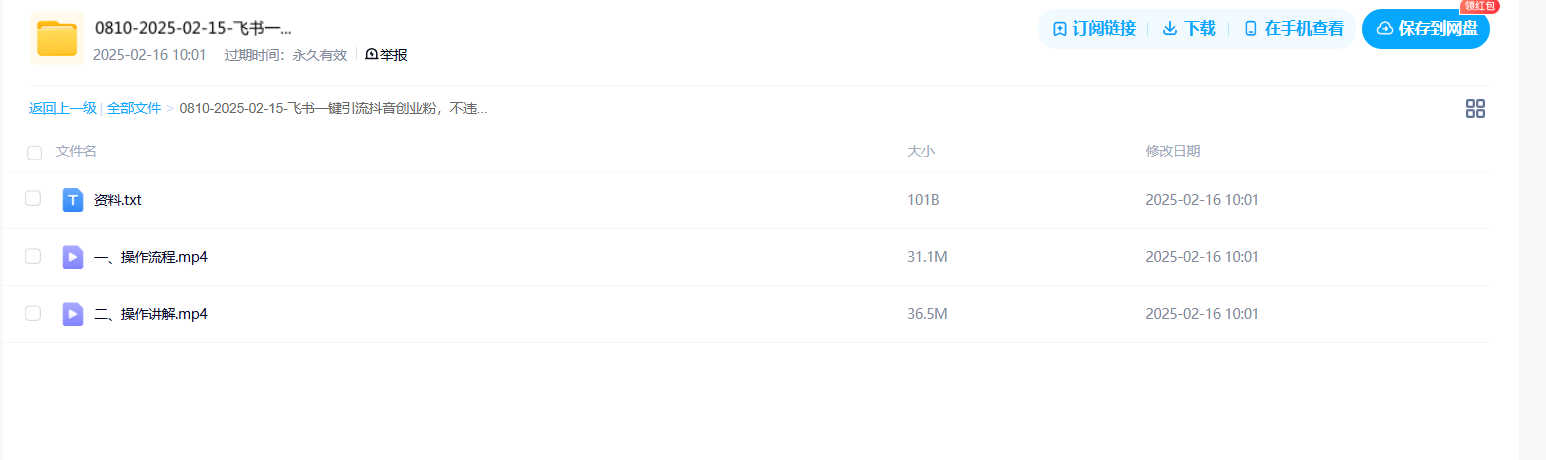 领红包
0810-2025-02-15-飞书一...
订阅链接 下载 在手机查看 保存到网盘
2025-02-16 10:01 过期时间：永久有效 举报
返回上一级 | 全部文件 > 0810-2025-02-15-飞书一键引流抖音创业粉，不违...
文件名 大小 修改日期
资料.txt 101B 2025-02-16 10:01
一、操作流程.mp4 31.1M 2025-02-16 10:01
二、操作讲解.mp4 36.5M 2025-02-16 10:01